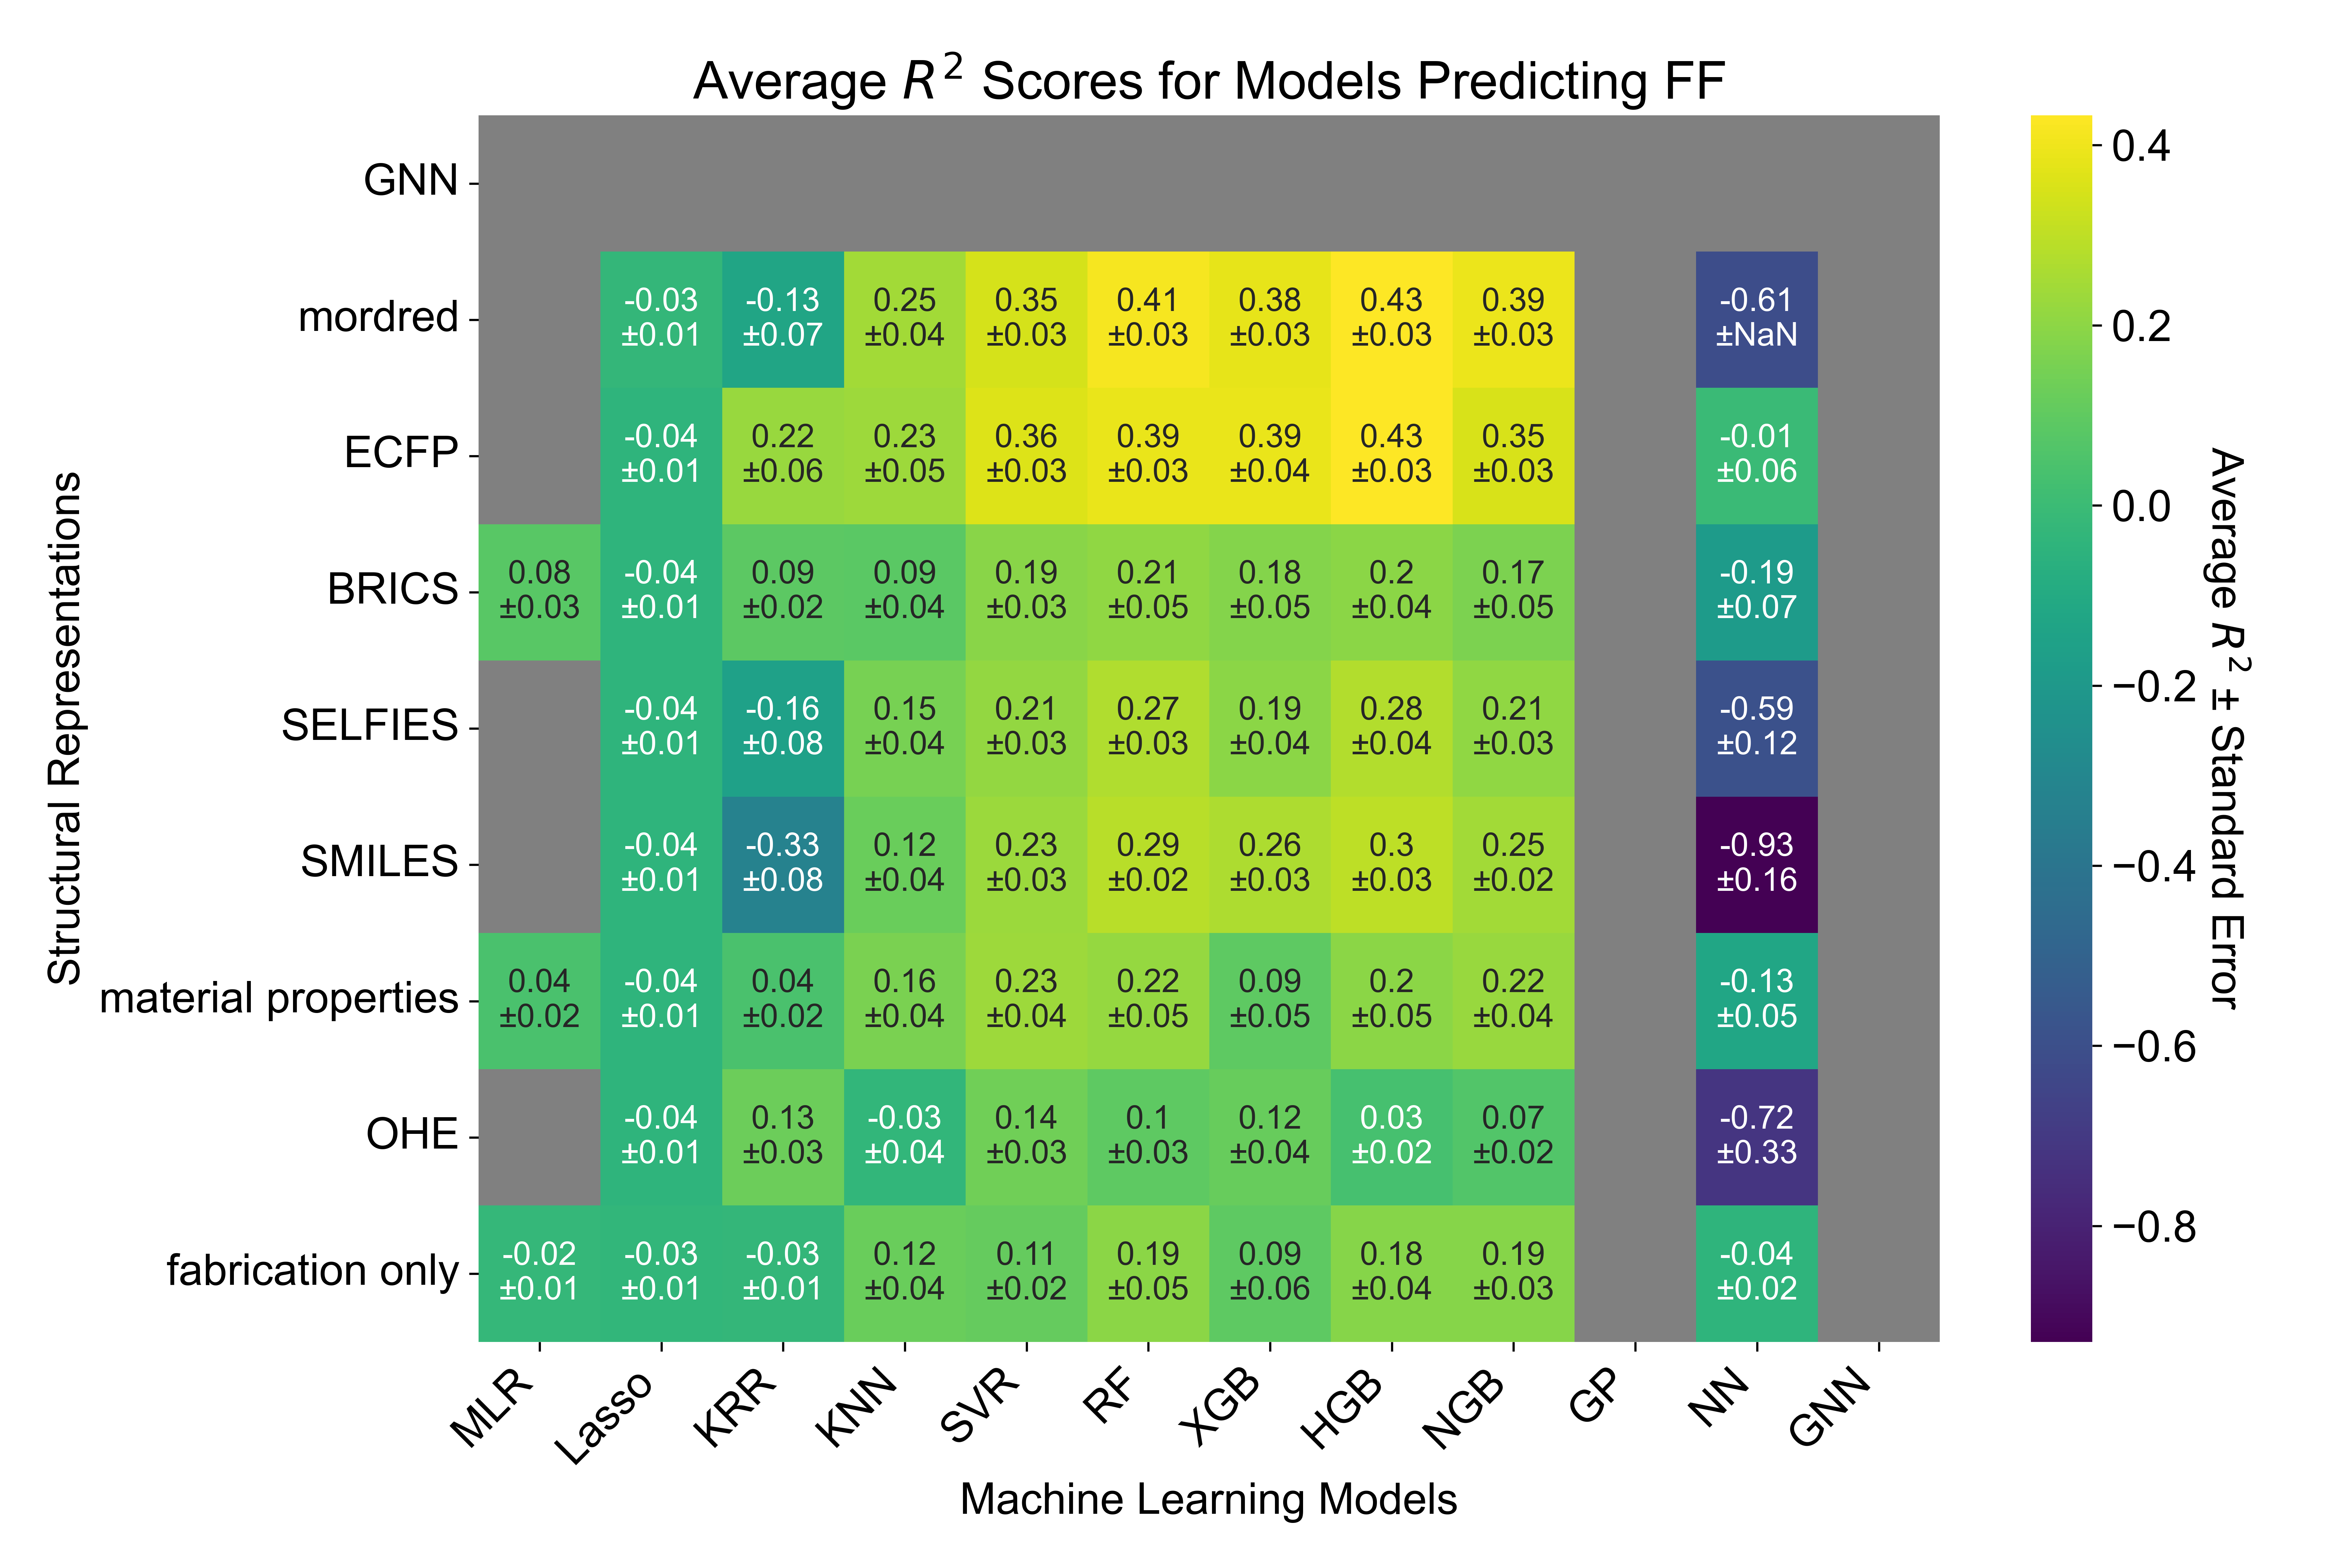 Average R² Scores for Models Predicting FF
Structural Representations
GNN
mordred
-0.03 -0.13 0.25 0.35 0.41 0.38 0.43 0.39 -0.61
±0.01 ±0.07 ±0.04 ±0.03 ±0.03 ±0.03 ±0.03 ±0.03 ±NaN
ECFP
-0.04 0.22 0.23 0.36 0.39 0.39 0.43 0.35 -0.01
±0.01 ±0.06 ±0.05 ±0.03 ±0.03 ±0.04 ±0.03 ±0.03 ±0.06
BRICS
0.08 -0.04 0.09 0.09 0.19 0.21 0.18 0.2 0.17 -0.19
±0.03 ±0.01 ±0.02 ±0.04 ±0.03 ±0.05 ±0.05 ±0.04 ±0.05 ±0.07
SELFIES
-0.04 -0.16 0.15 0.21 0.27 0.19 0.28 0.21 -0.59
±0.01 ±0.08 ±0.04 ±0.03 ±0.03 ±0.04 ±0.04 ±0.03 ±0.12
SMILES
-0.04 -0.33 0.12 0.23 0.29 0.26 0.3 0.25 -0.93
±0.01 ±0.08 ±0.04 ±0.03 ±0.02 ±0.03 ±0.03 ±0.02 ±0.16
material properties
0.04 -0.04 0.04 0.16 0.23 0.22 0.09 0.2 0.22 -0.13
±0.02 ±0.01 ±0.02 ±0.04 ±0.04 ±0.05 ±0.05 ±0.05 ±0.04 ±0.05
OHE
-0.04 0.13 -0.03 0.14 0.1 0.12 0.03 0.07 -0.72
±0.01 ±0.03 ±0.04 ±0.03 ±0.03 ±0.04 ±0.02 ±0.02 ±0.33
fabrication only
-0.02 -0.03 -0.03 0.12 0.11 0.19 0.09 0.18 0.19 -0.04
±0.01 ±0.01 ±0.01 ±0.04 ±0.02 ±0.05 ±0.06 ±0.04 ±0.03 ±0.02
MLR Lasso KRR KNN SVR RF XGB HGB NGB GP NN GNN
Machine Learning Models
0.4
0.2
0.0
−0.2
−0.4
−0.6
−0.8
Average R² ± Standard Error